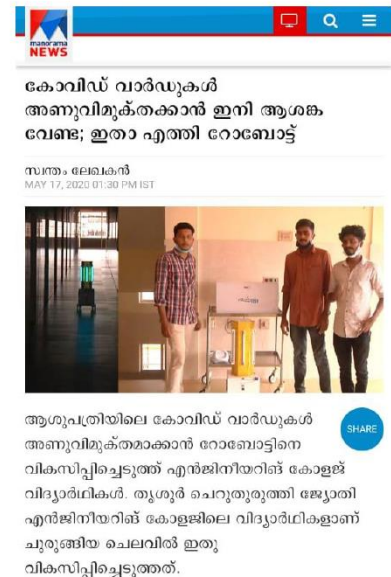 manorama
NEWS
കോവിഡ് വാർഡുകൾ
അണുവിമുക്തക്കാൻ ഇനി ആശങ്ക
വേണ്ട; ഇതാ എത്തി റോബോട്ട്
സ്വന്തം ലേഖകൻ
MAY 17, 2020 01:30 PM IST
ആശുപത്രിയിലെ കോവിഡ് വാർഡുകൾ
SHARE
അണുവിമുക്തമാക്കാൻ റോബോട്ടിനെ
വികസിപ്പിച്ചെടുത്ത് എൻജിനീയറിങ് കോളജ്
വിദ്യാർഥികൾ. തൃശൂർ ചെറുതുരുത്തി ജ്യോതി
എൻജിനീയറിങ് കോളജിലെ വിദ്യാർഥികളാണ്
ചുരുങ്ങിയ ചെലവിൽ ഇതു
വികസിപ്പിച്ചെടുത്തത്.